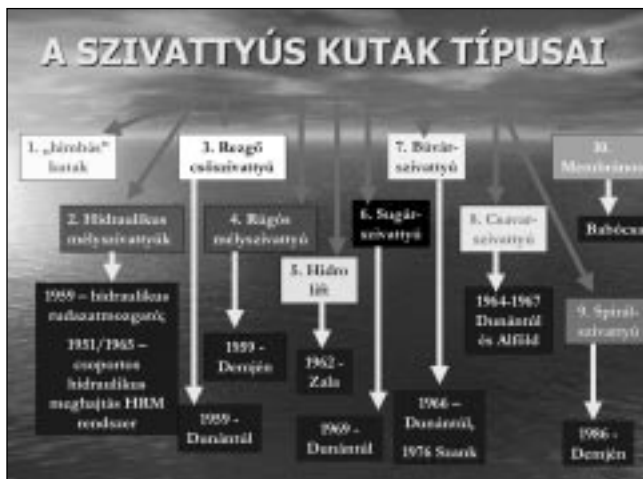 A SZIVATTYÚS KUTAK TÍPUSAI
1. „himbás”
kutak
3. Rezgő
csőszivattyú
7. Búvár-
szivattyú
10.
Membrános
2. Hidraulikus
mélyszivattyúk
4. Rúgós
mélyszivattyú
6. Sugár-
szivattyú
8. Csavar-
szivattyú
Babócsa
5. Hidro
lift
1959 – hidraulikus
rudazatmozgató;
1951/1963 –
csoportos
hidraulikus
meghajtás HRM
rendszer
1964-1967
Dunántúl
és Alföld
9. Spirál-
szivattyú
1959 -
Demjén
1962 -
Zala
1959 -
Dunántúl
1969 -
Dunántúl
1966 –
Dunántúl,
1976 Szank
1986 -
Demjén